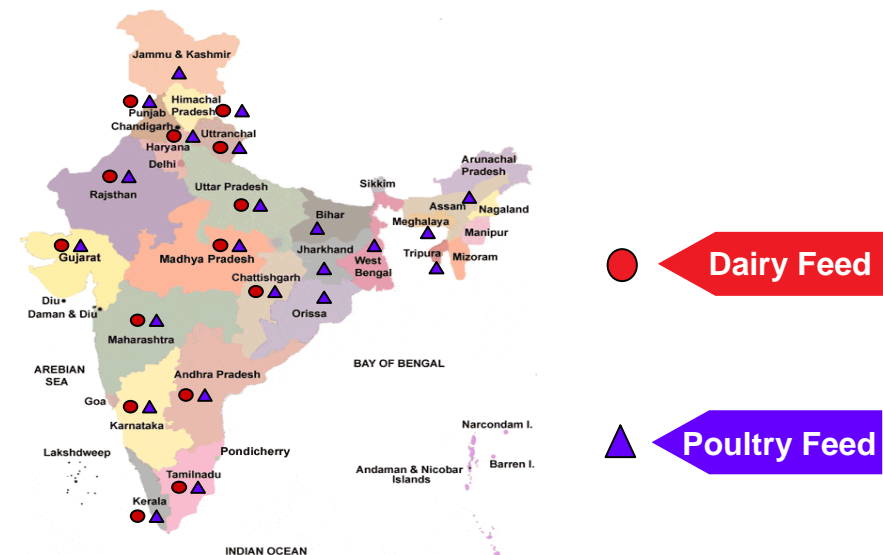 Jammu & Kashmir
Himachal
Pradesh
Punjab
Chandigarh
Uttranchal
Haryana
Delhi
Rajsthan
Uttar Pradesh
Sikkim
Arunachal
Pradesh
Assam
Nagaland
Meghalaya
Manipur
Bihar
Tripura
Mizoram
Jharkhand
West
Bengal
Gujarat
Madhya Pradesh
Chattishgarh
Diu
Daman & Diu
Orissa
Maharashtra
AREBIAN
SEA
BAY OF BENGAL
Andhra Pradesh
Goa
Karnataka
Lakshdweep
Pondicherry
Tamilnadu
Kerala
Narcondam I.
Barren I.
Andaman & Nicobar
Islands
INDIAN OCEAN
Dairy Feed
Poultry Feed